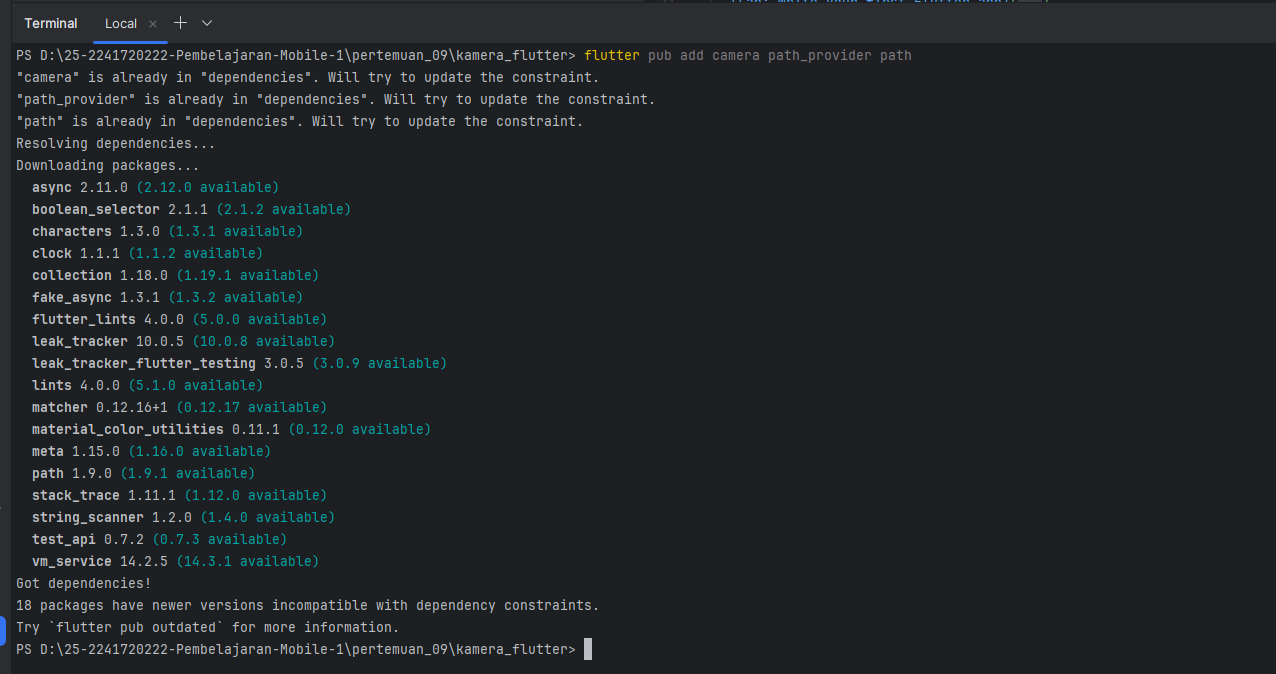 Terminal Local
PS D:\25-2241720222-Pembelajaran-Mobile-1\pertemuan_09\kamera_flutter> flutter pub add camera path_provider path
"camera" is already in "dependencies". Will try to update the constraint.
"path_provider" is already in "dependencies". Will try to update the constraint.
"path" is already in "dependencies". Will try to update the constraint.
Resolving dependencies...
Downloading packages...
async 2.11.0 (2.12.0 available)
boolean_selector 2.1.1 (2.1.2 available)
characters 1.3.0 (1.3.1 available)
clock 1.1.1 (1.1.2 available)
collection 1.18.0 (1.19.1 available)
fake_async 1.3.1 (1.3.2 available)
flutter_lints 4.0.0 (5.0.0 available)
leak_tracker 10.0.5 (10.0.8 available)
leak_tracker_flutter_testing 3.0.5 (3.0.9 available)
lints 4.0.0 (5.1.0 available)
matcher 0.12.16+1 (0.12.17 available)
material_color_utilities 0.11.1 (0.12.0 available)
meta 1.15.0 (1.16.0 available)
path 1.9.0 (1.9.1 available)
stack_trace 1.11.1 (1.12.0 available)
string_scanner 1.2.0 (1.4.0 available)
test_api 0.7.2 (0.7.3 available)
vm_service 14.2.5 (14.3.1 available)
Got dependencies!
18 packages have newer versions incompatible with dependency constraints.
Try `flutter pub outdated` for more information.
PS D:\25-2241720222-Pembelajaran-Mobile-1\pertemuan_09\kamera_flutter>